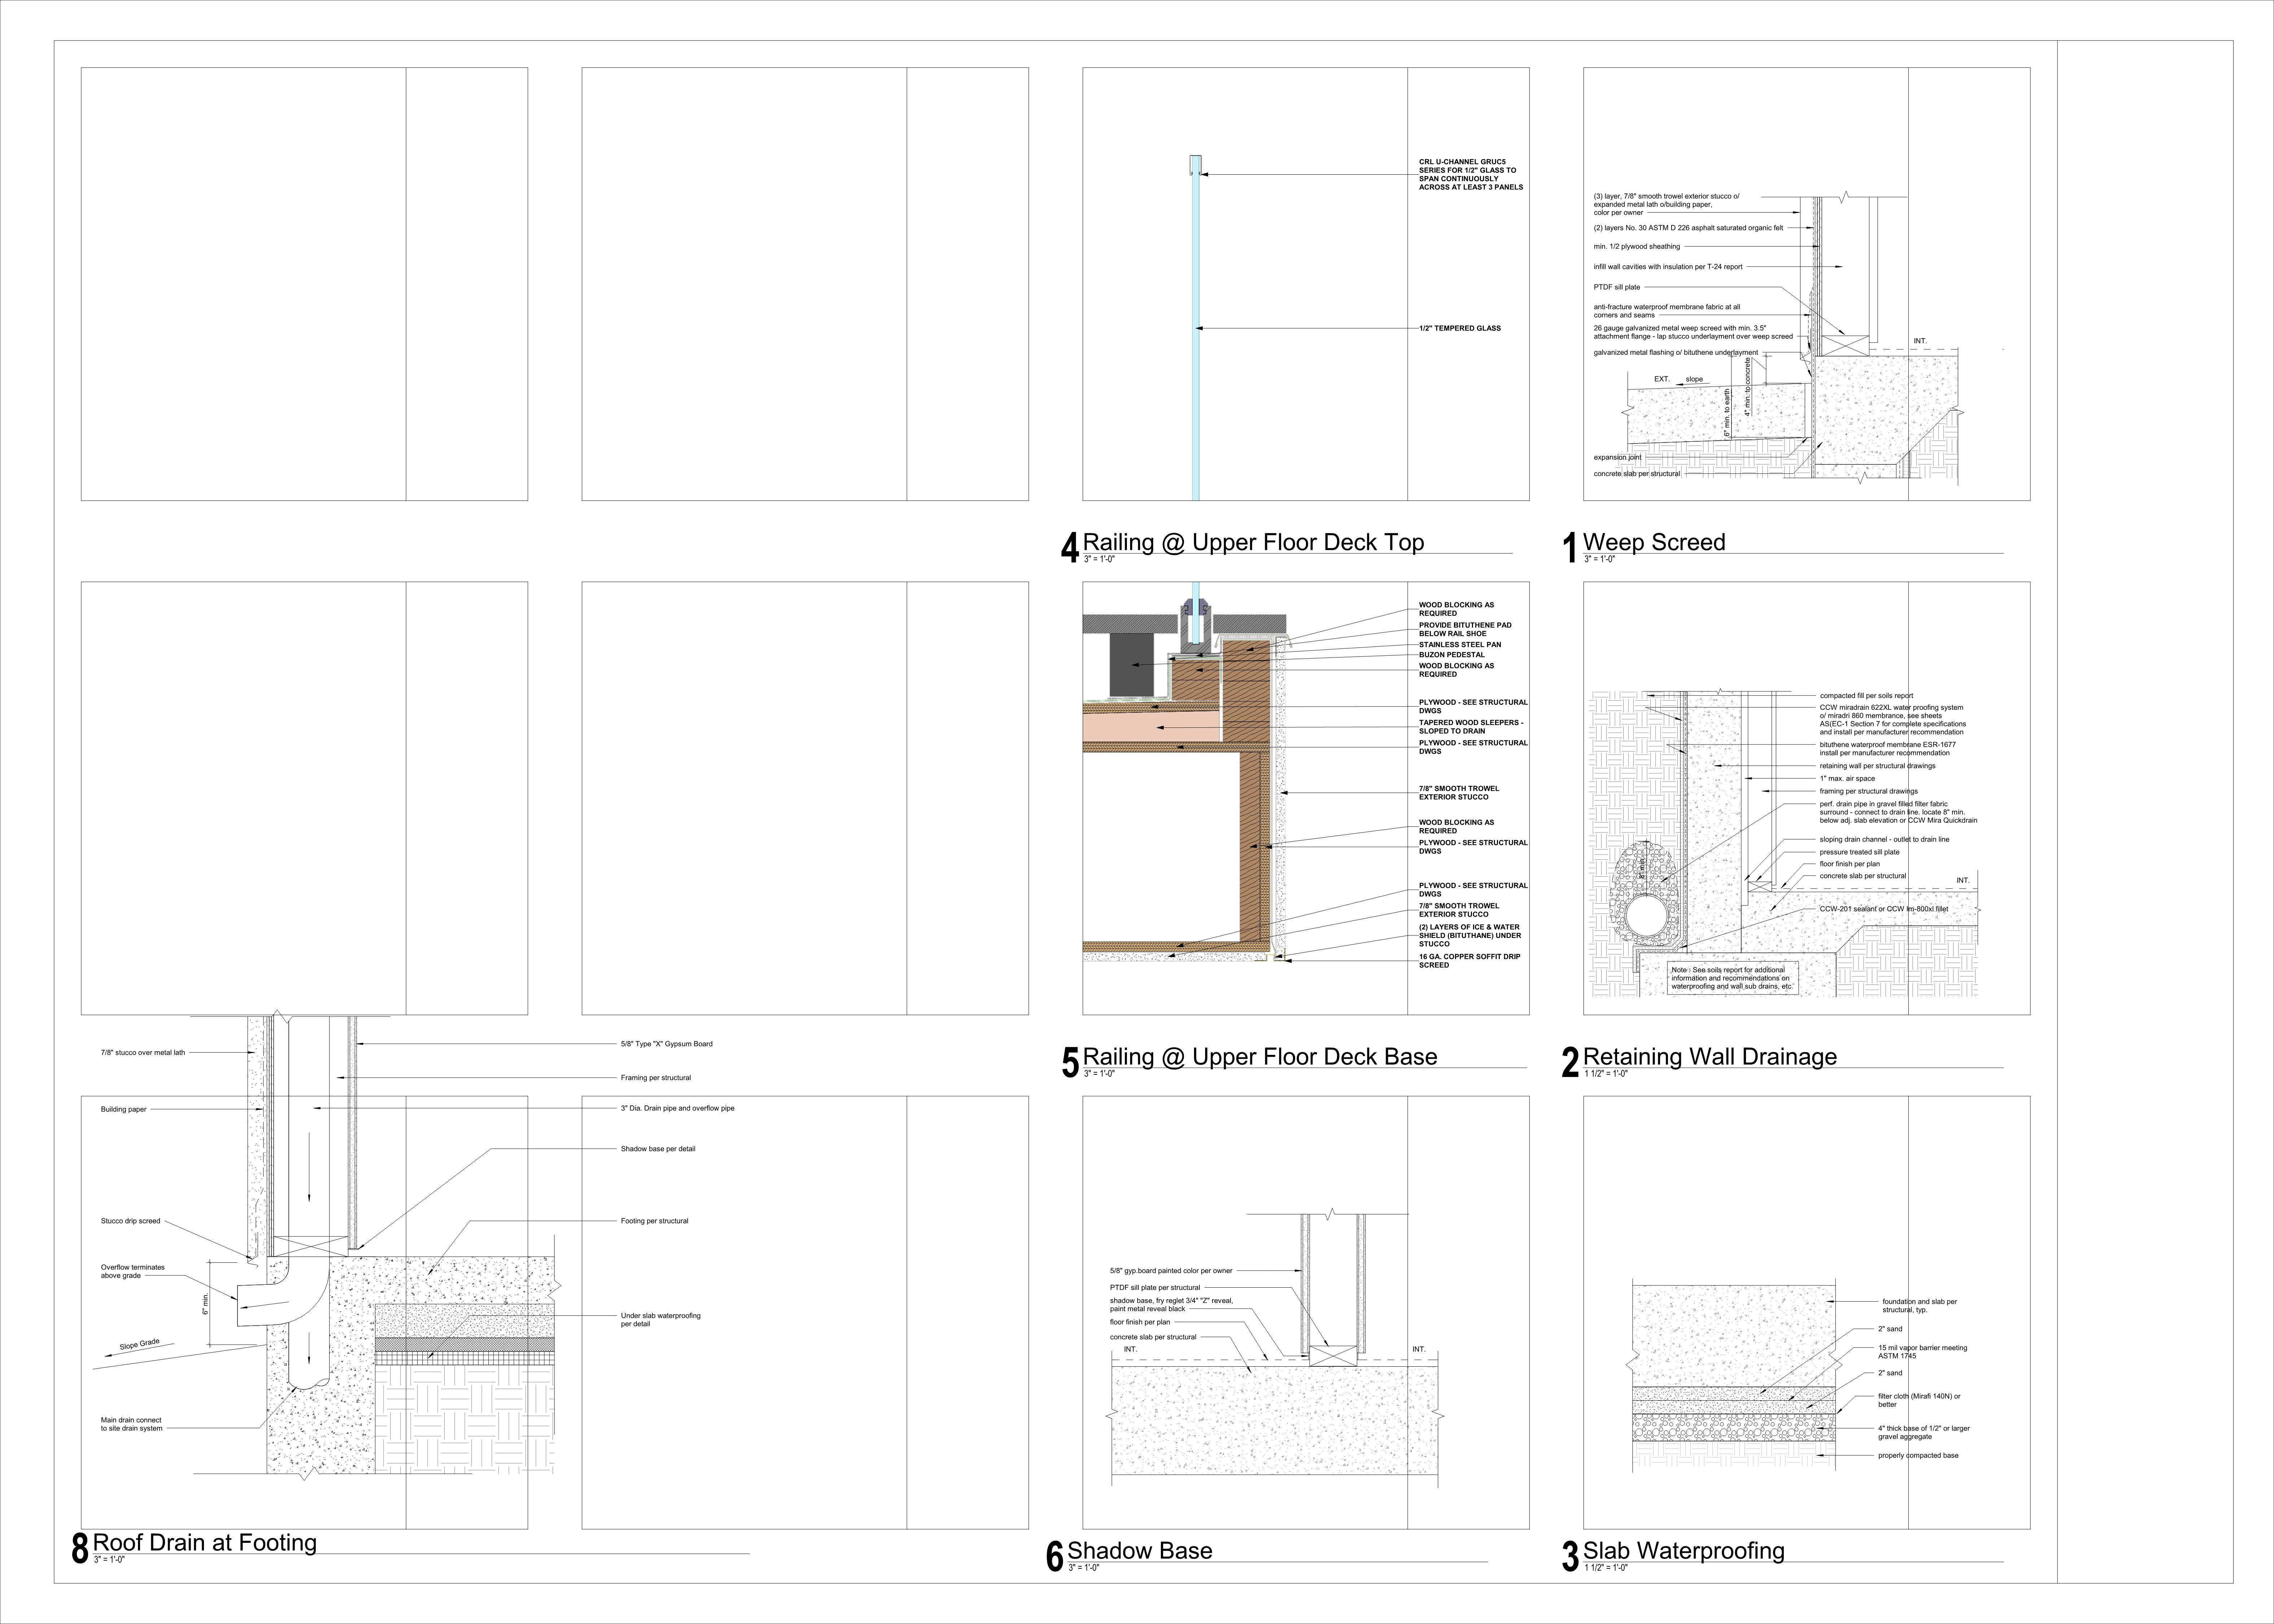 CRL U-CHANNEL GRUC5
SERIES FOR 1/2" GLASS TO
SPAN CONTINUOUSLY
ACROSS AT LEAST 3 PANELS
1/2" TEMPERED GLASS
4 Railing @ Upper Floor Deck Top
3" = 1'-0"
(3) layer, 7/8" smooth trowel exterior stucco o/
expanded metal lath o/building paper,
color per owner
(2) layers No. 30 ASTM D 226 asphalt saturated organic felt
min. 1/2 plywood sheathing
infill wall cavities with insulation per T-24 report
PTDF sill plate
anti-fracture waterproof membrane fabric at all
corners and seams
26 gauge galvanized metal weep screed with min. 3.5"
attachment flange - lap stucco underlayment over weep screed
galvanized metal flashing o/ bituthene underlayment
INT.
EXT.
slope
6" min. to earth
4" min. to concrete
expansion joint
concrete slab per structural
1 Weep Screed
3" = 1'-0"
WOOD BLOCKING AS
REQUIRED
PROVIDE BITUTHENE PAD
BELOW RAIL SHOE
STAINLESS STEEL PAN
BUZON PEDESTAL
WOOD BLOCKING AS
REQUIRED
PLYWOOD - SEE STRUCTURAL
DWGS
TAPERED WOOD SLEEPERS -
SLOPED TO DRAIN
PLYWOOD - SEE STRUCTURAL
DWGS
7/8" SMOOTH TROWEL
EXTERIOR STUCCO
WOOD BLOCKING AS
REQUIRED
PLYWOOD - SEE STRUCTURAL
DWGS
PLYWOOD - SEE STRUCTURAL
DWGS
7/8" SMOOTH TROWEL
EXTERIOR STUCCO
(2) LAYERS OF ICE & WATER
SHIELD (BITUTHANE) UNDER
STUCCO
16 GA. COPPER SOFFIT DRIP
SCREED
5 Railing @ Upper Floor Deck Base
3" = 1'-0"
compacted fill per soils report
CCW miradrain 622XL water proofing system
o/ miradri 860 membrance, see sheets
AS(EC-1 Section 7 for complete specifications
and install per manufacturer recommendation
bituthene waterproof membrane ESR-1677
install per manufacturer recommendation
retaining wall per structural drawings
1" max. air space
framing per structural drawings
perf. drain pipe in gravel filled filter fabric
surround - connect to drain line. locate 8" min.
below adj. slab elevation or CCW Mira Quickdrain
sloping drain channel - outlet to drain line
pressure treated sill plate
floor finish per plan
concrete slab per structural
INT.
8" min.
CCW-201 sealant or CCW lm-800xl fillet
Note : See soils report for additional
information and recommendations on
waterproofing and wall sub drains, etc.
2 Retaining Wall Drainage
1 1/2" = 1'-0"
7/8" stucco over metal lath
Building paper
Stucco drip screed
Overflow terminates
above grade
6" min.
Slope Grade
Main drain connect
to site drain system
5/8" Type "X" Gypsum Board
Framing per structural
3" Dia. Drain pipe and overflow pipe
Shadow base per detail
Footing per structural
Under slab waterproofing
per detail
8 Roof Drain at Footing
3" = 1'-0"
5/8" gyp.board painted color per owner
PTDF sill plate per structural
shadow base, fry reglet 3/4" "Z" reveal,
paint metal reveal black
floor finish per plan
concrete slab per structural
INT.
INT.
6 Shadow Base
3" = 1'-0"
foundation and slab per
structural, typ.
2" sand
15 mil vapor barrier meeting
ASTM 1745
2" sand
filter cloth (Mirafi 140N) or
better
4" thick base of 1/2" or larger
gravel aggregate
properly compacted base
3 Slab Waterproofing
1 1/2" = 1'-0"